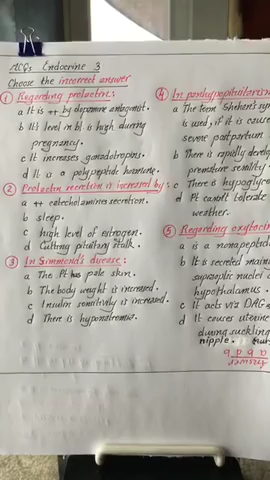 MCQs Endocrine 3
Choose the incorrect answer
① Regarding prolactin:
a It is ↔ by dopamine antagonist.
b It's level in bl is high during
pregnancy.
c It increases gonadotropins.
d It is a polypeptide hormone.
② Prolactin secretion is increased by:
a ↔ catecholamines secretion.
b sleep.
c high level of estrogen.
d Cutting pituitary stalk.
③ In Simmond's disease:
a The Pt has pale skin.
b The body weight is increased.
c Insulin sensitivity is increased.
d There is hyponatremia.
④ In panhypopituitarism
a The term Shehan's sy
is used, if it is cause
severe postpartum
b There is rapidly develo
premature senility
c There is hypoglyce
d Pt cannot tolerate
weather.
⑤ Regarding oxytocin
a is a nonapeptid
b It is secreted main
supraoptic nuclei
hypothalamus.
c It acts via DAG
d It causes uterine
during suckling
nipple.